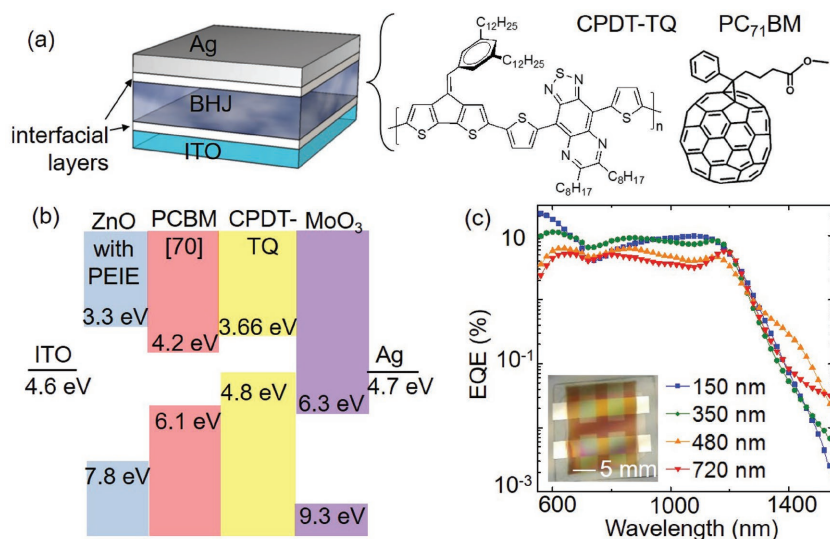 (a)
Ag
BHJ
ITO
interfacial
layers
C₁₂H₂₅
C₁₂H₂₅
CPDT-TQ
PC₇₁BM
S
S
S
N
S
N
N
N
S
n
C₈H₁₇
C₈H₁₇
O
O
(b)
ZnO
with
PEIE
PCBM
[70]
CPDT-
TQ
MoO₃
3.3 eV
4.2 eV
3.66 eV
ITO
4.6 eV
Ag
4.7 eV
4.8 eV
6.3 eV
6.1 eV
7.8 eV
9.3 eV
(c)
EQE (%)
10
10⁻¹
10⁻³
150 nm
350 nm
480 nm
720 nm
5 mm
600
1000
1400
Wavelength (nm)